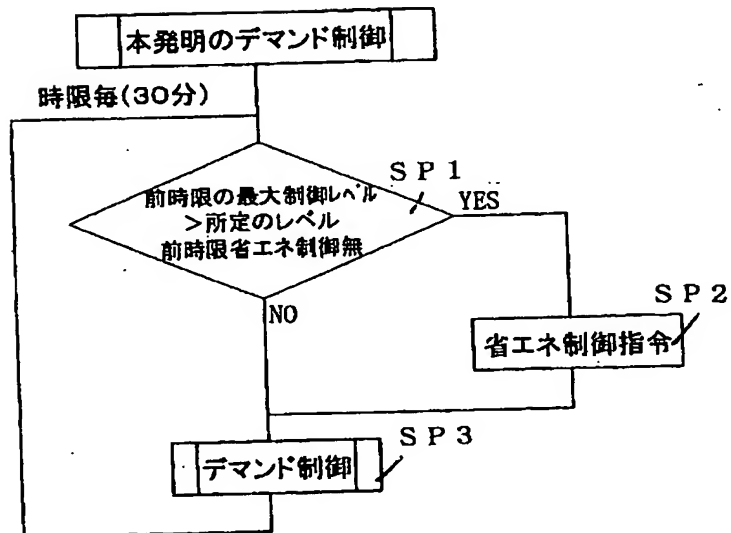 本発明のデマンド制御
時限毎(30分)
SP1
前時限の最大制御レベル
>所定のレベル
前時限省エネ制御無
YES
NO
SP2
省エネ制御指令
SP3
デマンド制御